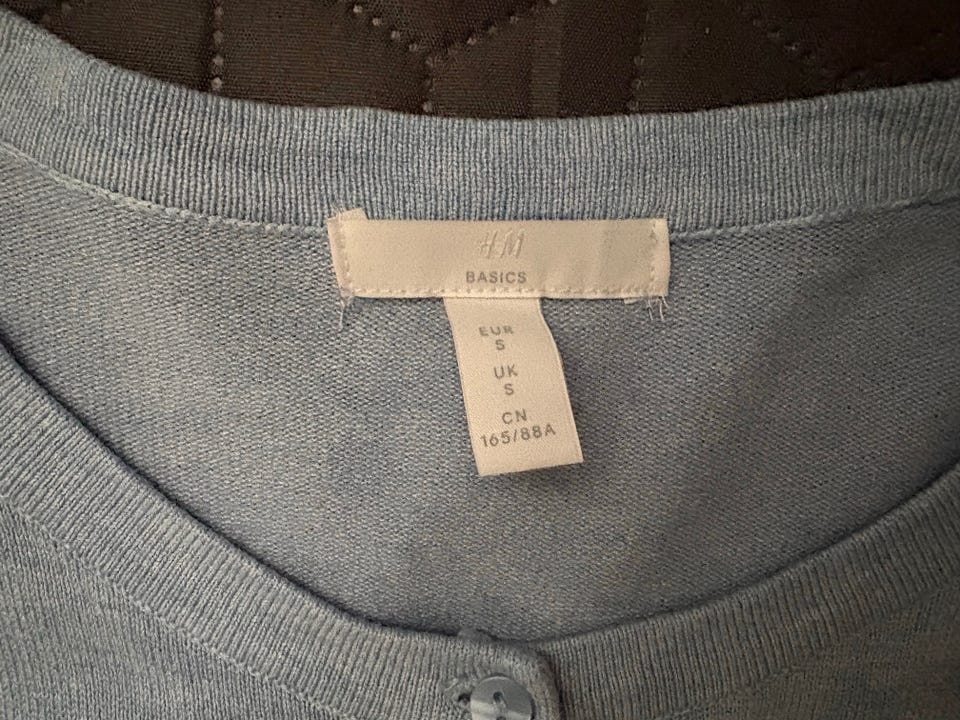 H&M
BASICS
EUR
S
UK
S
CN
165/88A